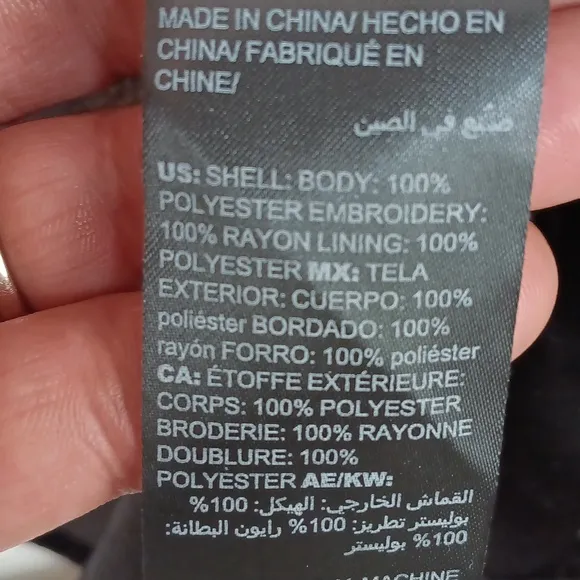 MADE IN CHINA/ HECHO EN
CHINA/ FABRIQUÉ EN
CHINE/
صُنع في الصين
US: SHELL: BODY: 100%
POLYESTER EMBROIDERY:
100% RAYON LINING: 100%
POLYESTER MX: TELA
EXTERIOR: CUERPO: 100%
poliéster BORDADO: 100%
rayón FORRO: 100% poliéster
CA: ÉTOFFE EXTÉRIEURE:
CORPS: 100% POLYESTER
BRODERIE: 100% RAYONNE
DOUBLURE: 100%
POLYESTER AE/KW:
القماش الخارجي: الهيكل: 100%
بوليستر تطريز: 100% رايون البطانة:
100% بوليستر
MACHINE